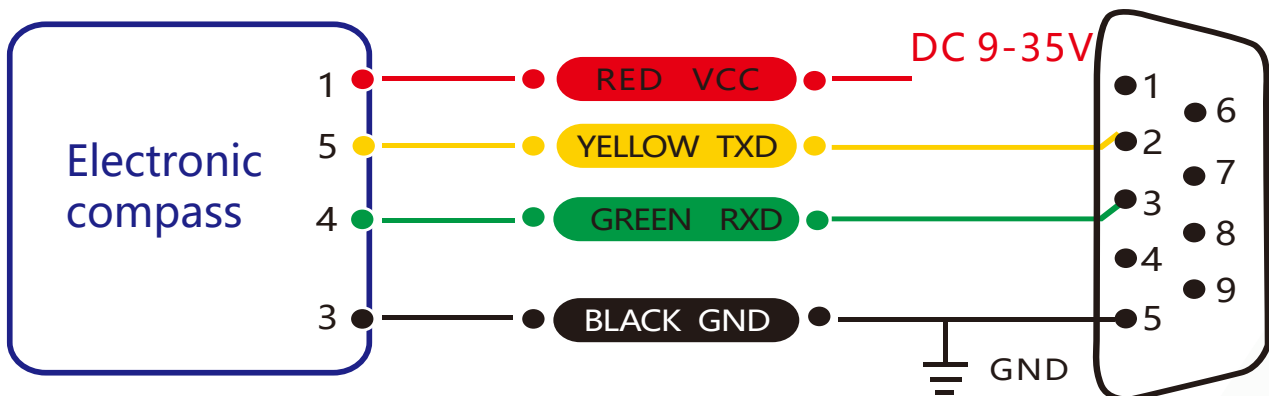 DC 9-35V
1 RED VCC 1
6
5 YELLOW TXD 2
Electronic
compass
7
4 GREEN RXD 3
8
4
9
3 BLACK GND 5
GND